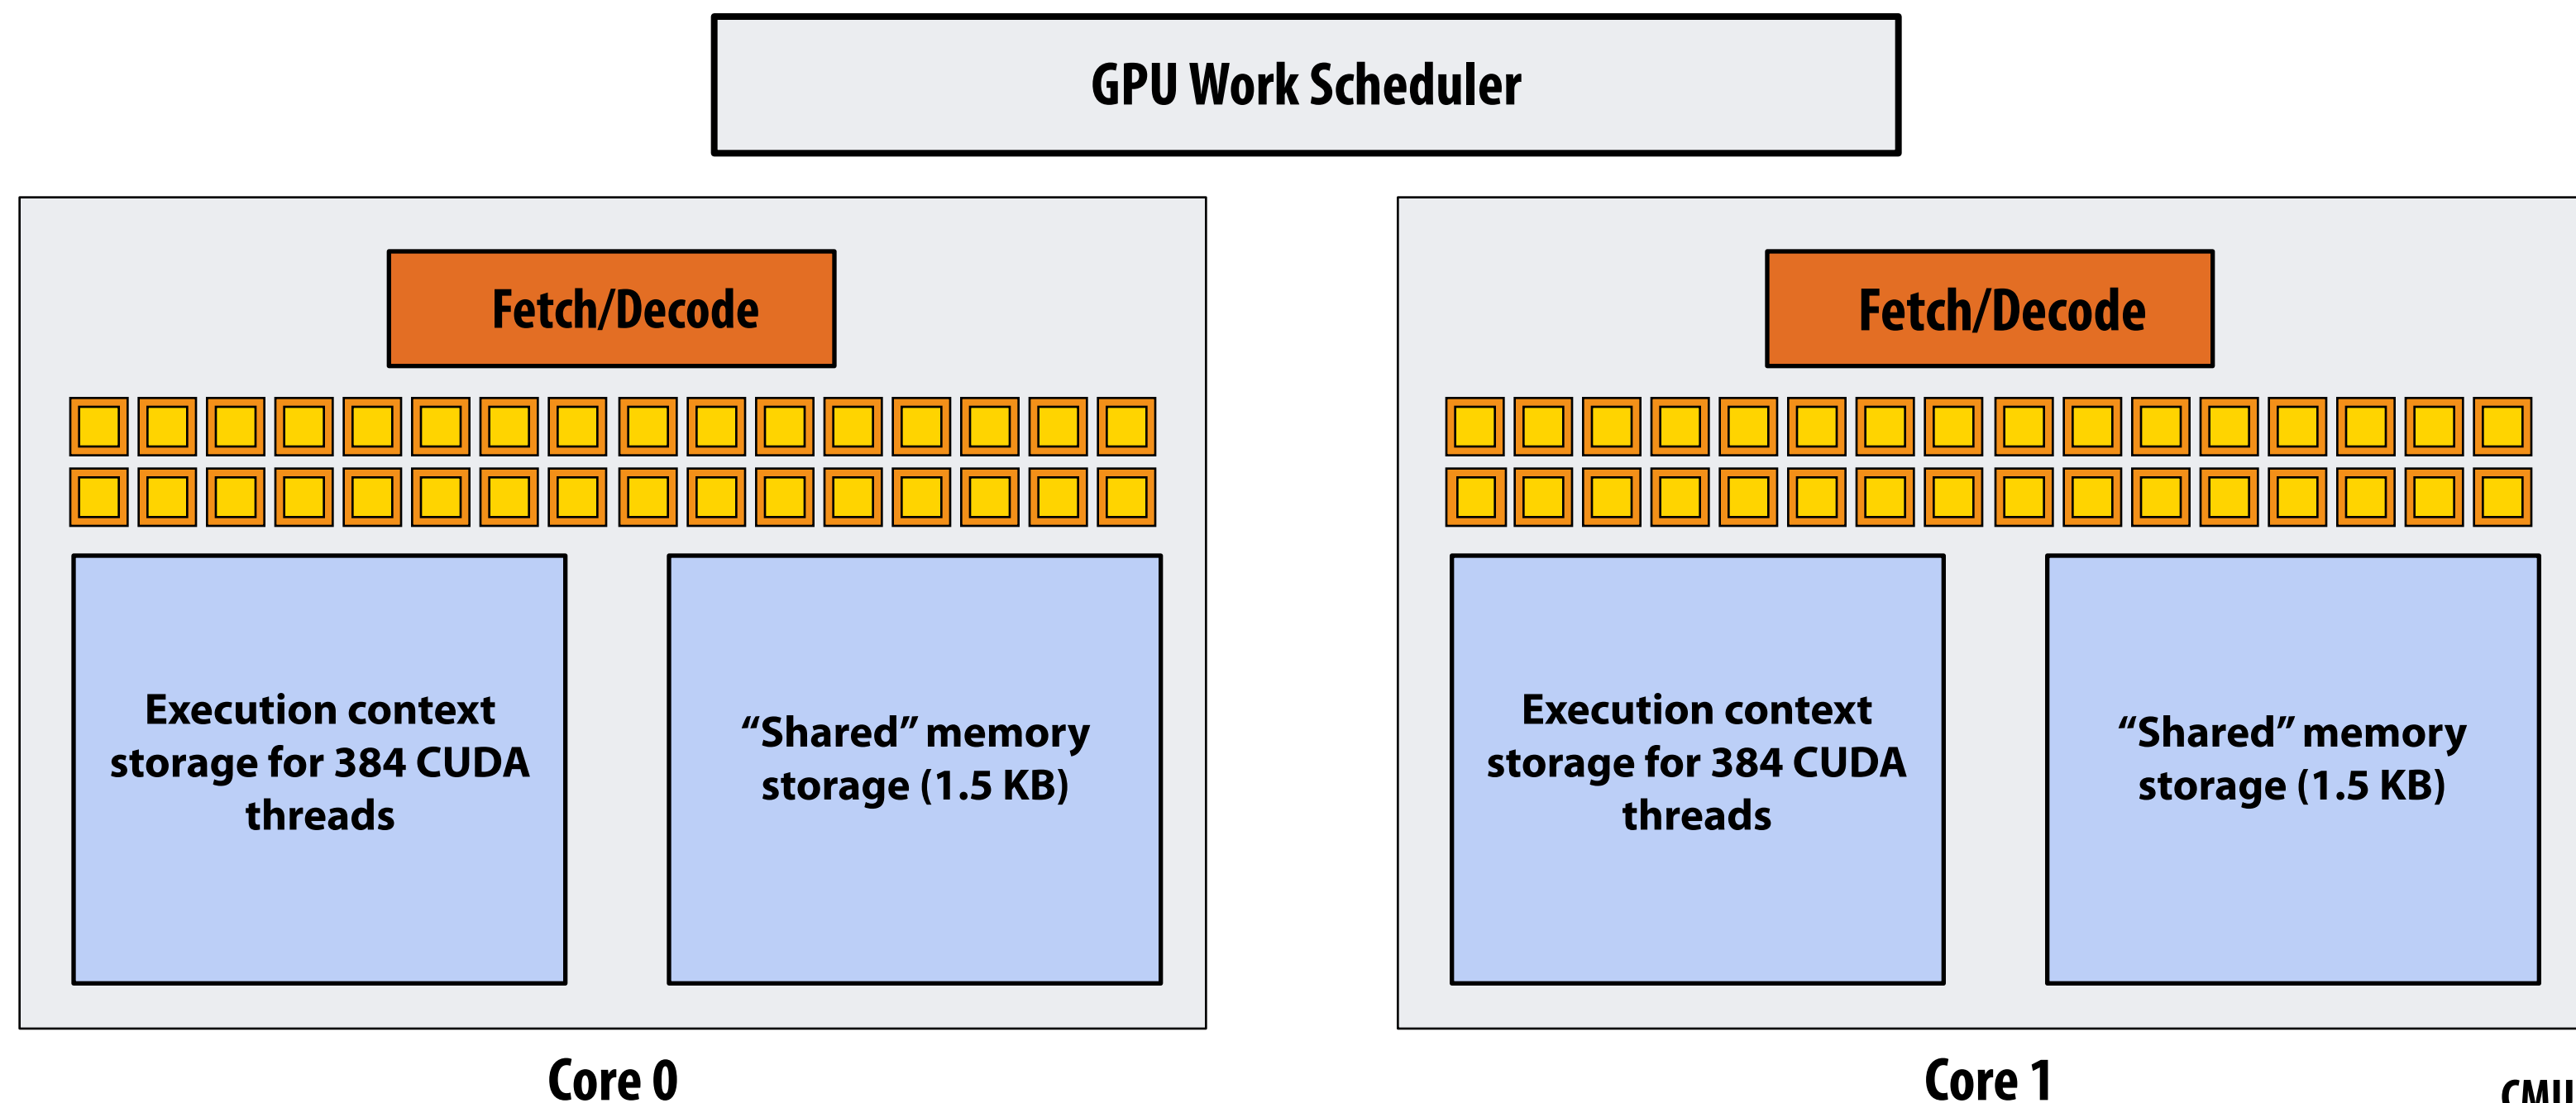 GPU Work Scheduler
Fetch/Decode
Execution context
storage for 384 CUDA
threads
“Shared” memory
storage (1.5 KB)
Core 0
Fetch/Decode
Execution context
storage for 384 CUDA
threads
“Shared” memory
storage (1.5 KB)
Core 1
CMU